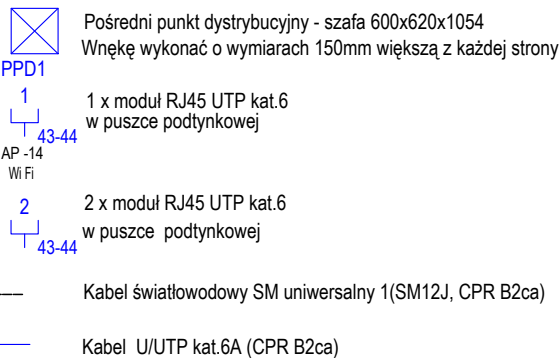 Pośredni punkt dystrybucyjny - szafa 600x620x1054
Wnękę wykonać o wymiarach 150mm większą z każdej strony
PPD1
1
1 x moduł RJ45 UTP kat.6
w puszce podtynkowej
43-44
AP -14
Wi Fi
2
2 x moduł RJ45 UTP kat.6
w puszce podtynkowej
43-44
Kabel światłowodowy SM uniwersalny 1(SM12J, CPR B2ca)
Kabel U/UTP kat.6A (CPR B2ca)